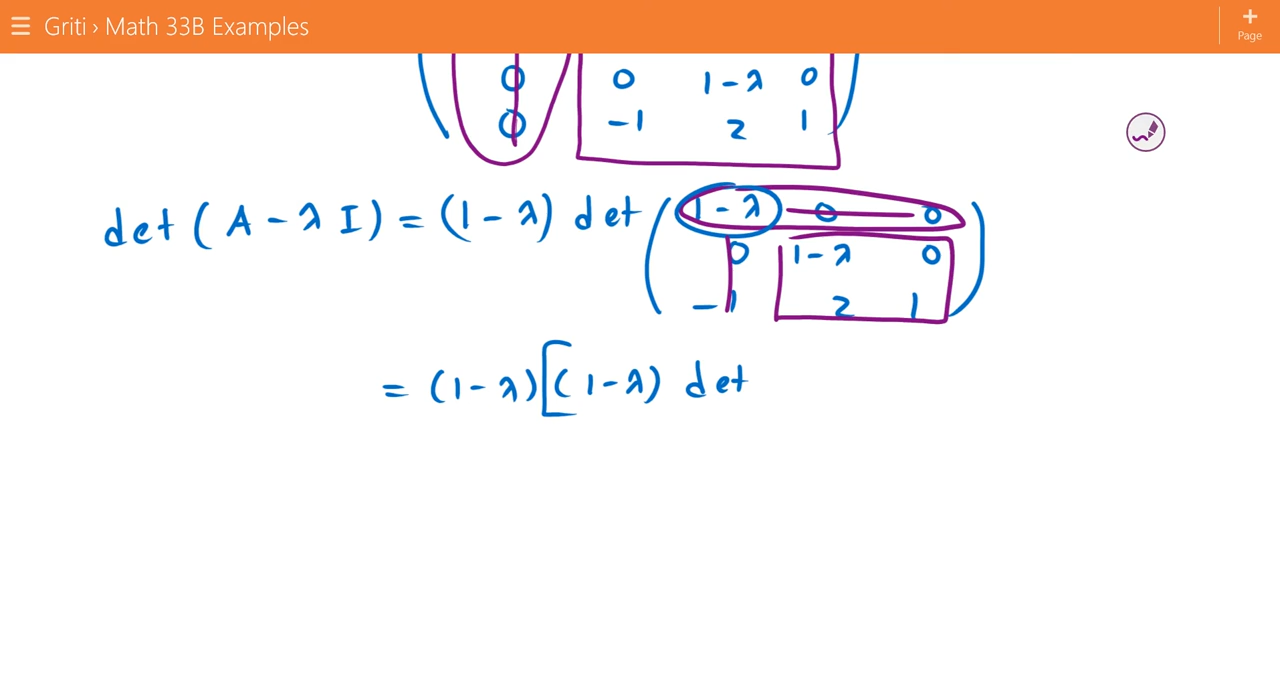 Griti › Math 33B Examples
Page
0 0 1-λ 0
0 -1 2 1
det(A-λI) = (1-λ) det( 1-λ 0 0
0 1-λ 0
-1 2 1 )
= (1-λ)[(1-λ) det